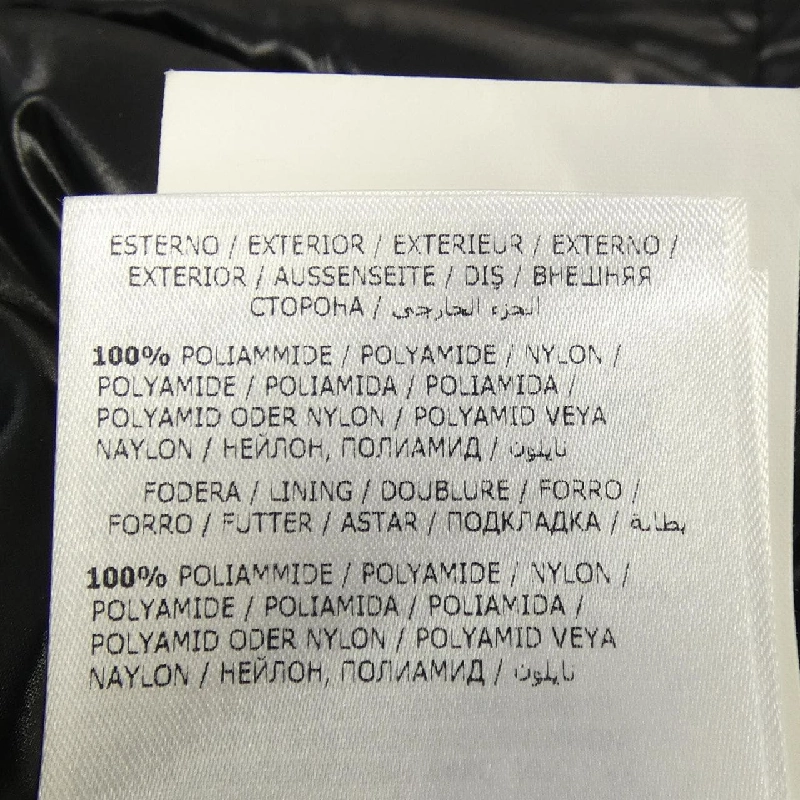 ESTERNO / EXTERIOR / EXTERIEUR / EXTERNO /
EXTERIOR / AUSSENSEITE / DIŞ / ВНЕШНЯЯ
СТОРОНА / الجزء الخارجي
100% POLIAMMIDE / POLYAMIDE / NYLON /
POLYAMIDE / POLIAMIDA / POLIAMIDA /
POLYAMID ODER NYLON / POLYAMID VEYA
NAYLON / НЕЙЛОН, ПОЛИАМИД / نايلون
FODERA / LINING / DOUBLURE / FORRO /
FORRO / FUTTER / ASTAR / ПОДКЛАДКА / بطانة
100% POLIAMMIDE / POLYAMIDE / NYLON /
POLYAMIDE / POLIAMIDA / POLIAMIDA /
POLYAMID ODER NYLON / POLYAMID VEYA
NAYLON / НЕЙЛОН, ПОЛИАМИД / نايلون